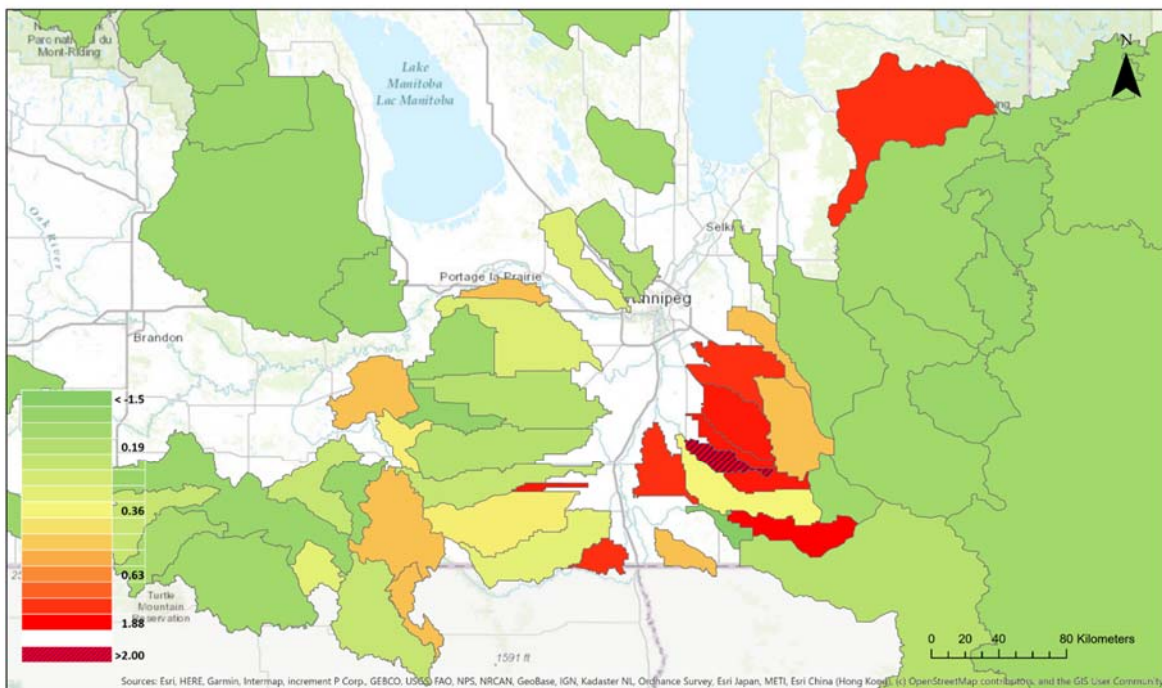 Parc national du
Mont-Riding
Lake
Manitoba
Lac Manitoba
N
Oak River
Portage la Prairie
Selki
Winnipeg
Brandon
< -1.5
0.19
0.36
0.63
1.88
>2.00
Turtle
Mountain
Reservation
1591 ft
0 20 40 80 Kilometers
Sources: Esri, HERE, Garmin, Intermap, increment P Corp., GEBCO, USGS, FAO, NPS, NRCAN, GeoBase, IGN, Kadaster NL, Ordnance Survey, Esri Japan, METI, Esri China (Hong Kong), (c) OpenStreetMap contributors, and the GIS User Community